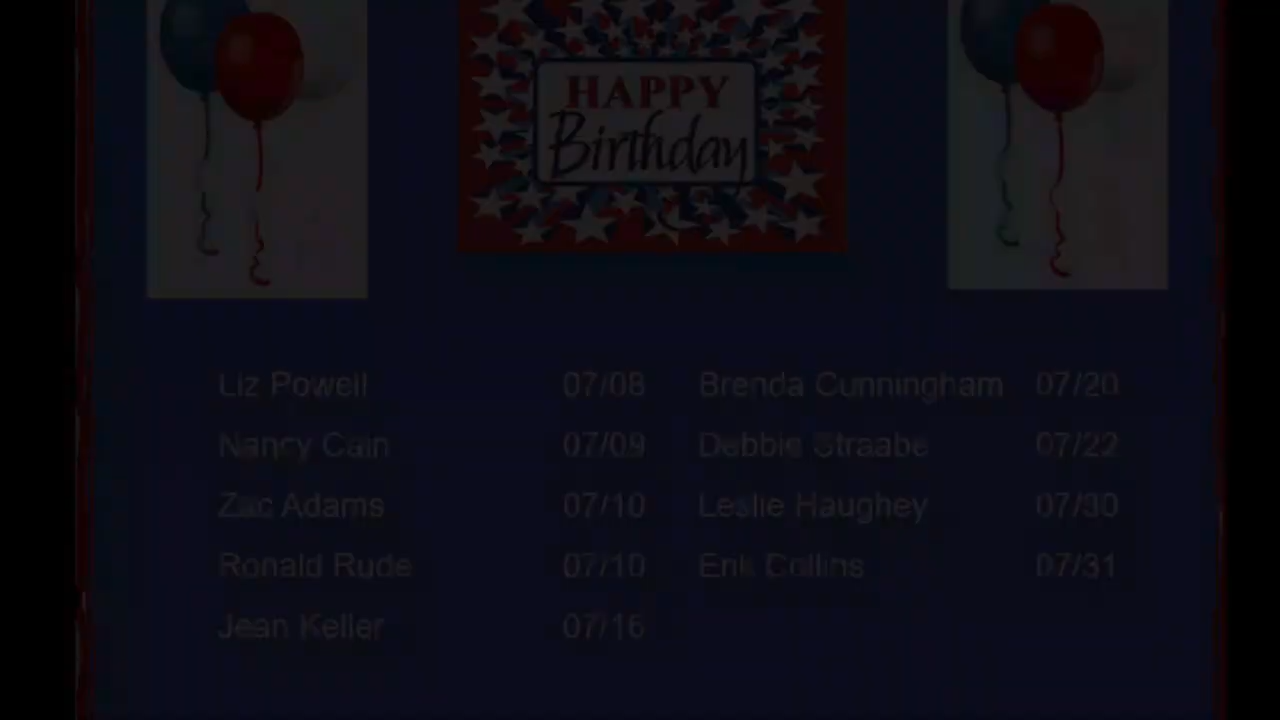 HAPPY
Birthday
Liz Powell 07/08 Brenda Cunningham 07/20
Nancy Cain 07/09 Debbie Straabe 07/22
Zac Adams 07/10 Leslie Haughey 07/30
Ronald Rude 07/10 Erik Collins 07/31
Jean Keller 07/16